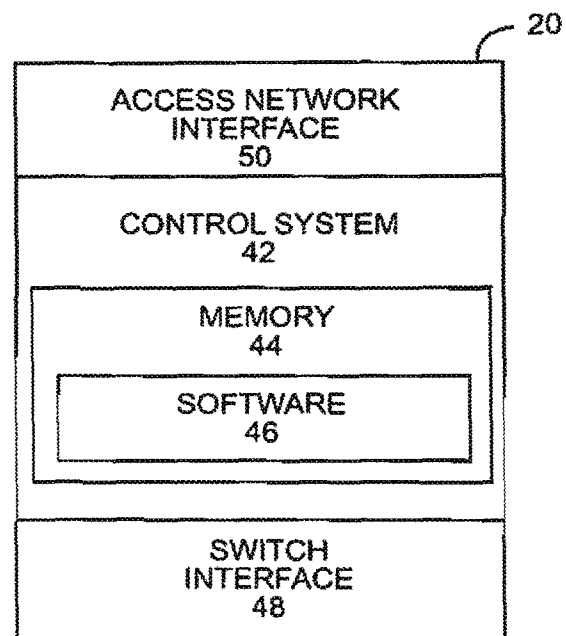 20
ACCESS NETWORK
INTERFACE
50
CONTROL SYSTEM
42
MEMORY
44
SOFTWARE
46
SWITCH
INTERFACE
48